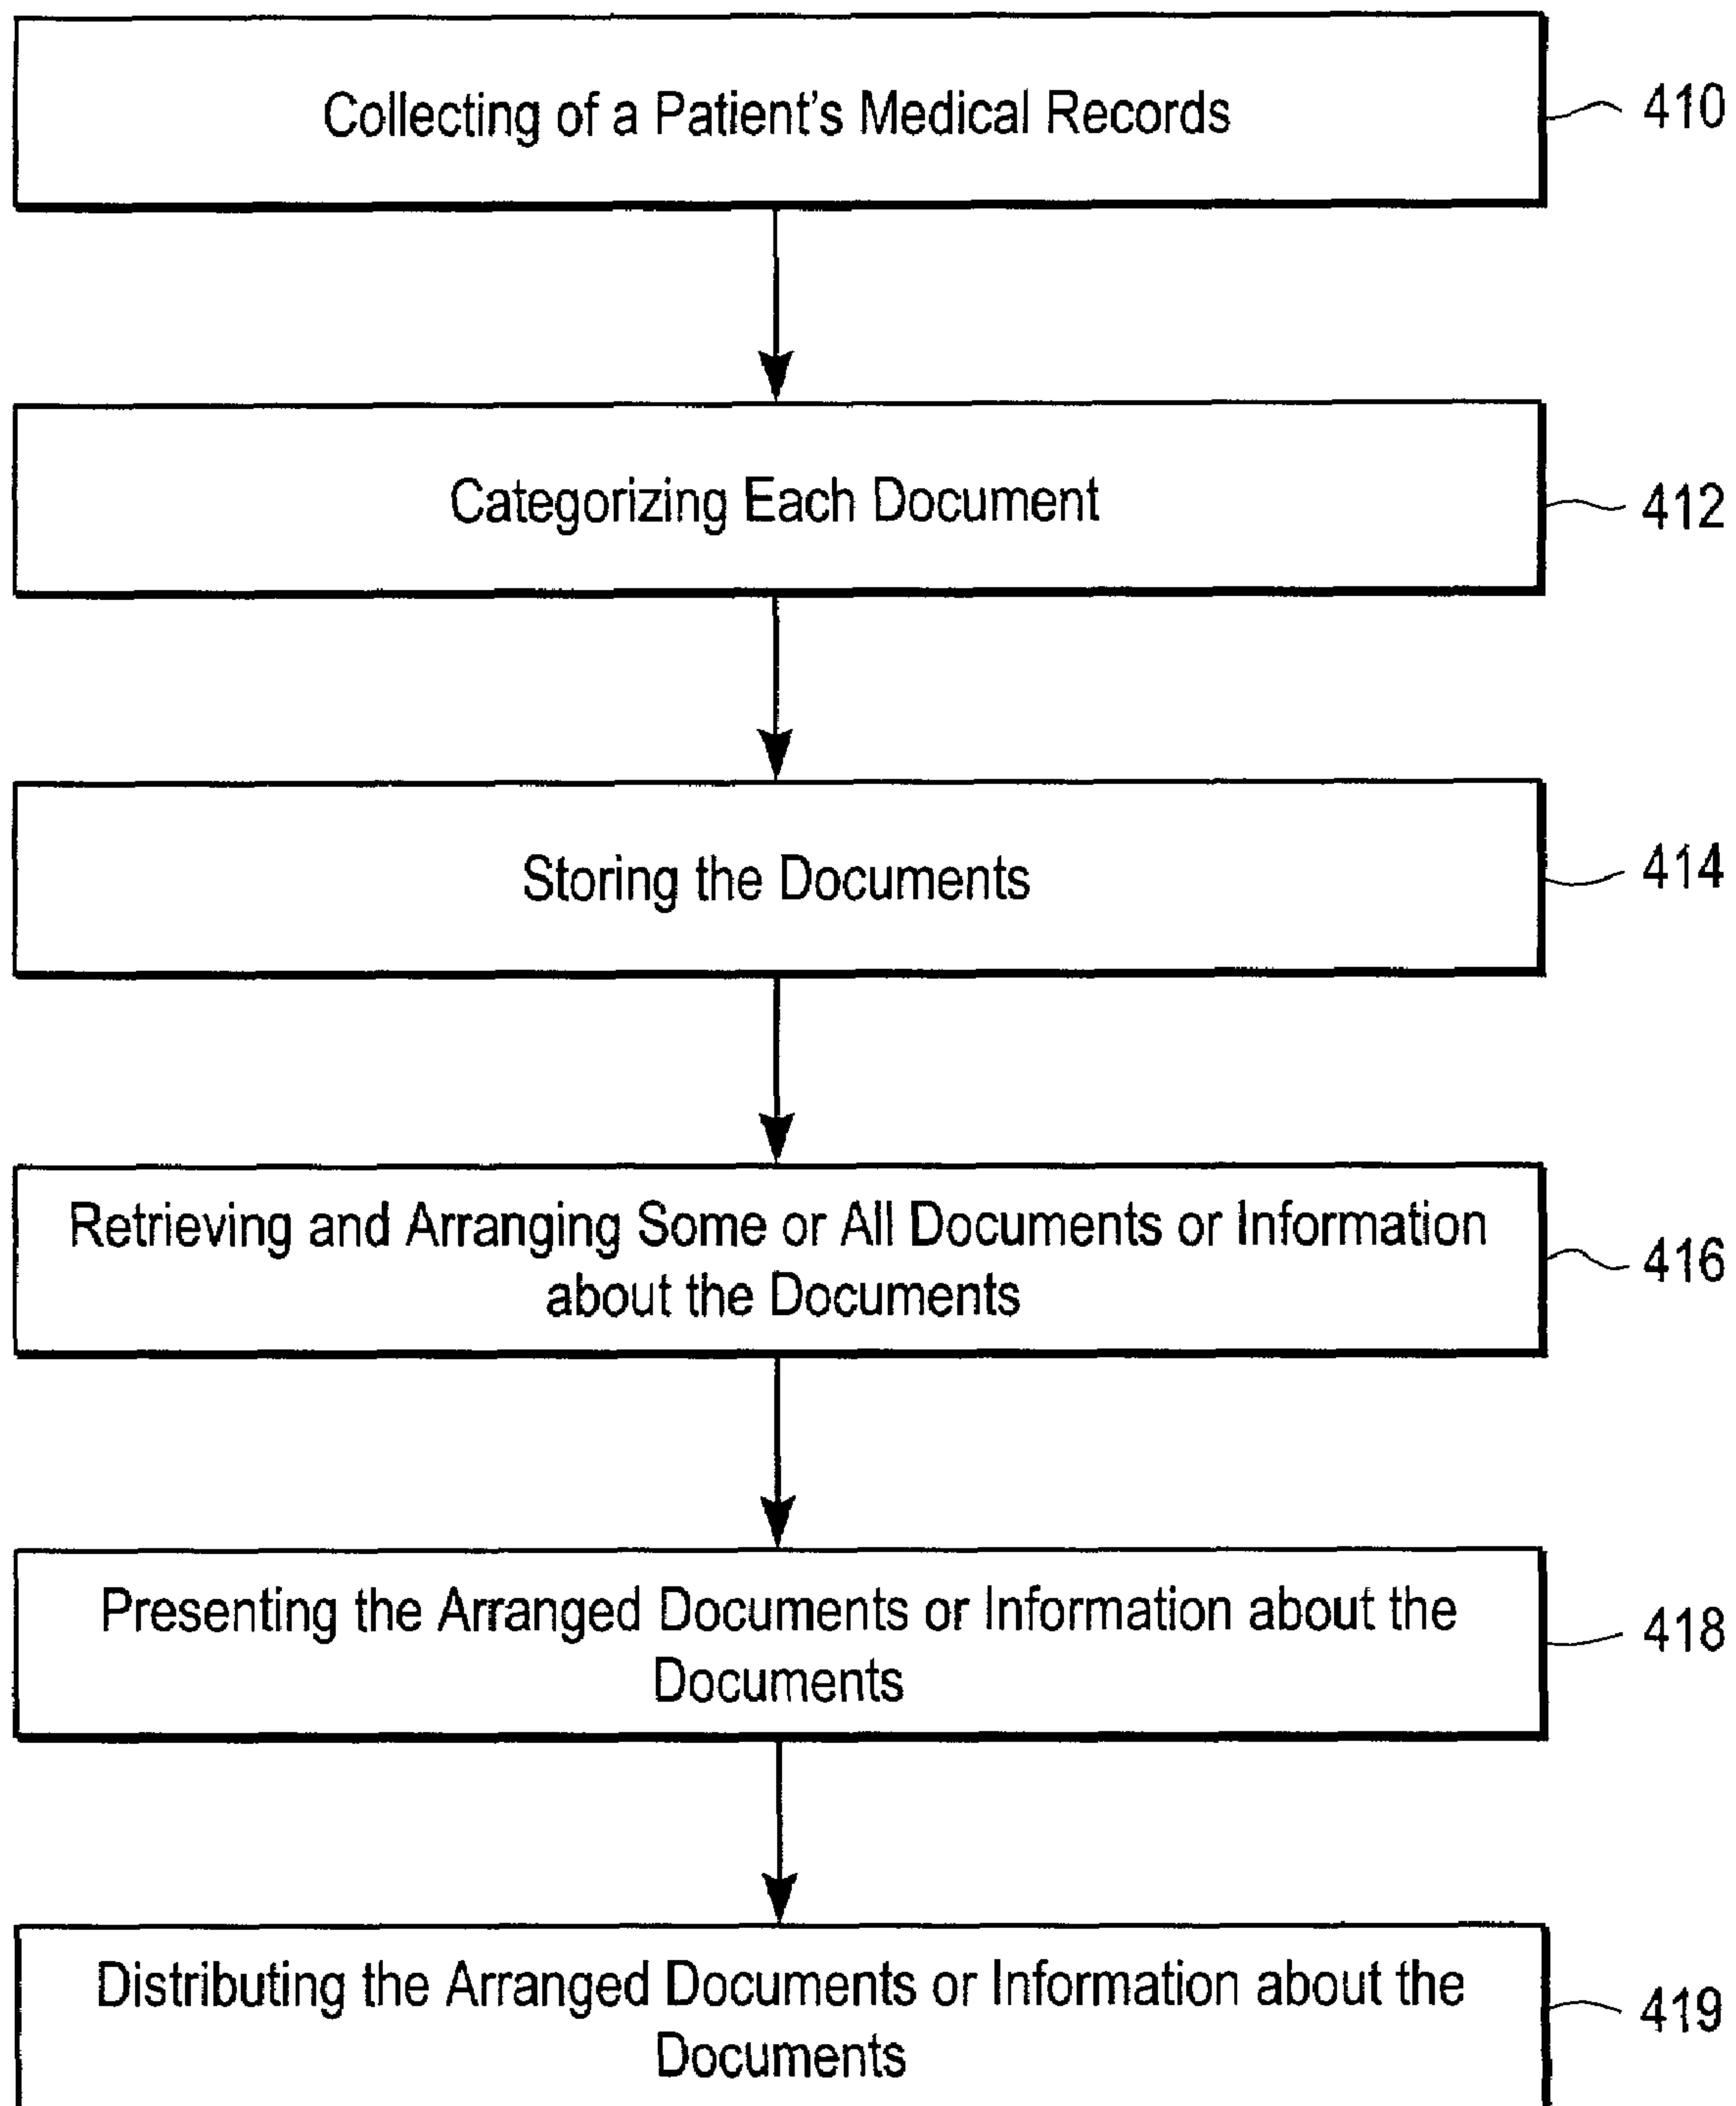 Collecting of a Patient's Medical Records
410
Categorizing Each Document
412
Storing the Documents
414
Retrieving and Arranging Some or All Documents or Information
about the Documents
416
Presenting the Arranged Documents or Information about the
Documents
418
Distributing the Arranged Documents or Information about the
Documents
419